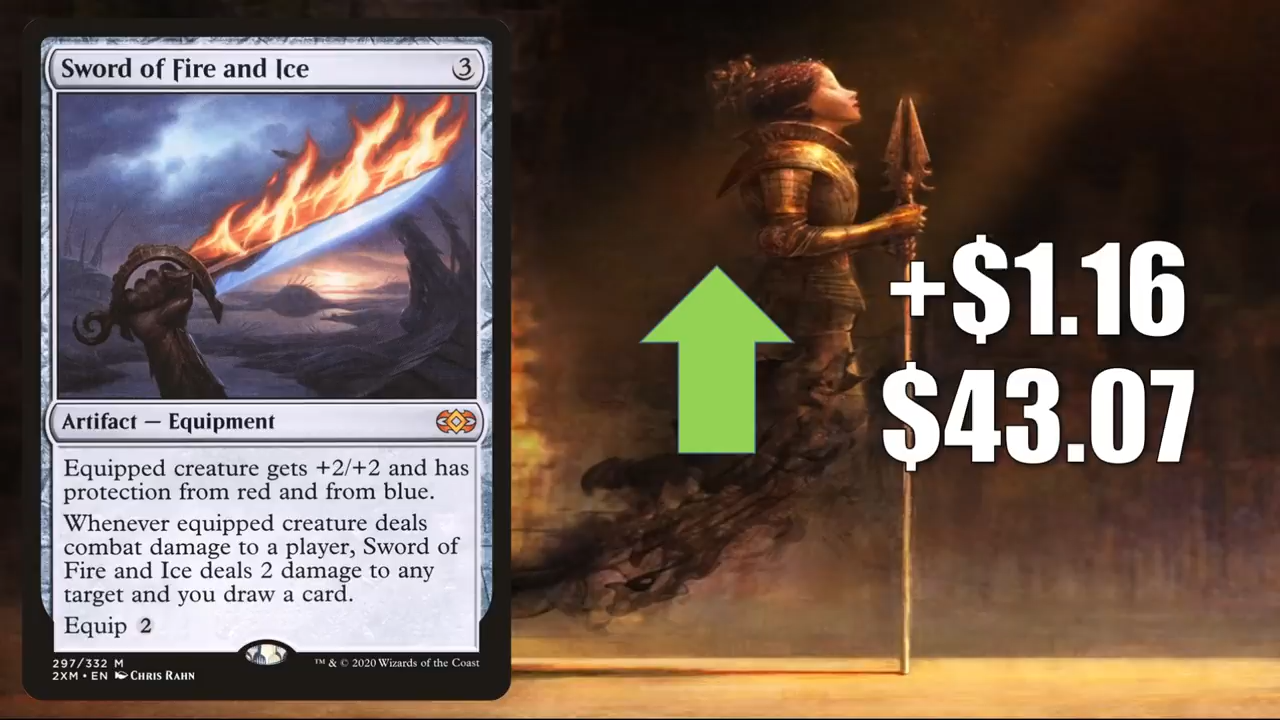 Sword of Fire and Ice 3
Artifact — Equipment
Equipped creature gets +2/+2 and has
protection from red and from blue.
Whenever equipped creature deals
combat damage to a player, Sword of
Fire and Ice deals 2 damage to any
target and you draw a card.
Equip 2
297/332 M
2XM • EN Chris Rahn
™ & © 2020 Wizards of the Coast
+$1.16
$43.07